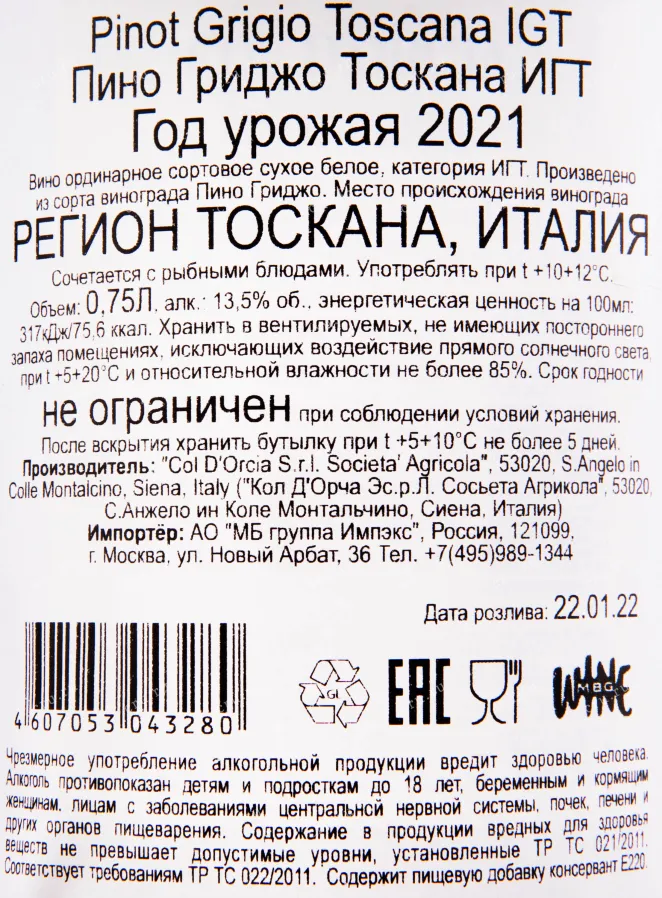 Pinot Grigio Toscana IGT
Пино Гриджо Тоскана ИГТ
Год урожая 2021
Вино ординарное сортовое сухое белое, категория ИГТ. Произведено
из сорта винограда Пино Гриджо. Место происхождения винограда
РЕГИОН ТОСКАНА, ИТАЛИЯ
Сочетается с рыбными блюдами. Употреблять при t +10+12°С.
Объем: 0,75Л, алк.: 13,5% об., энергетическая ценность на 100мл:
317кДж/75,6 ккал. Хранить в вентилируемых, не имеющих постороннего
запаха помещениях, исключающих воздействие прямого солнечного света,
при t +5+20°С и относительной влажности не более 85%. Срок годности
не ограничен при соблюдении условий хранения.
После вскрытия хранить бутылку при t +5+10°С не более 5 дней.
Производитель: "Col D'Orcia S.r.l. Societa' Agricola", 53020, S.Angelo in
Colle Montalcino, Siena, Italy ("Кол Д'Орча Эс.р.Л. Сосьета Агрикола", 53020,
С.Анжело ин Коле Монтальчино, Сиена, Италия)
Импортёр: АО "МБ группа Импэкс", Россия, 121099,
г. Москва, ул. Новый Арбат, 36 Тел. +7(495)989-1344
Дата розлива: 22.01.22
4 607053 043280
GI
EAC
WINE
MBG
Чрезмерное употребление алкогольной продукции вредит здоровью человека.
Алкоголь противопоказан детям и подросткам до 18 лет, беременным и кормящим
женщинам, лицам с заболеваниями центральной нервной системы, почек, печени и
других органов пищеварения. Содержание в продукции вредных для здоровья
веществ не превышает допустимые уровни, установленные ТР ТС 021/2011.
Соответствует требованиям ТР ТС 022/2011. Содержит пищевую добавку консервант Е220.